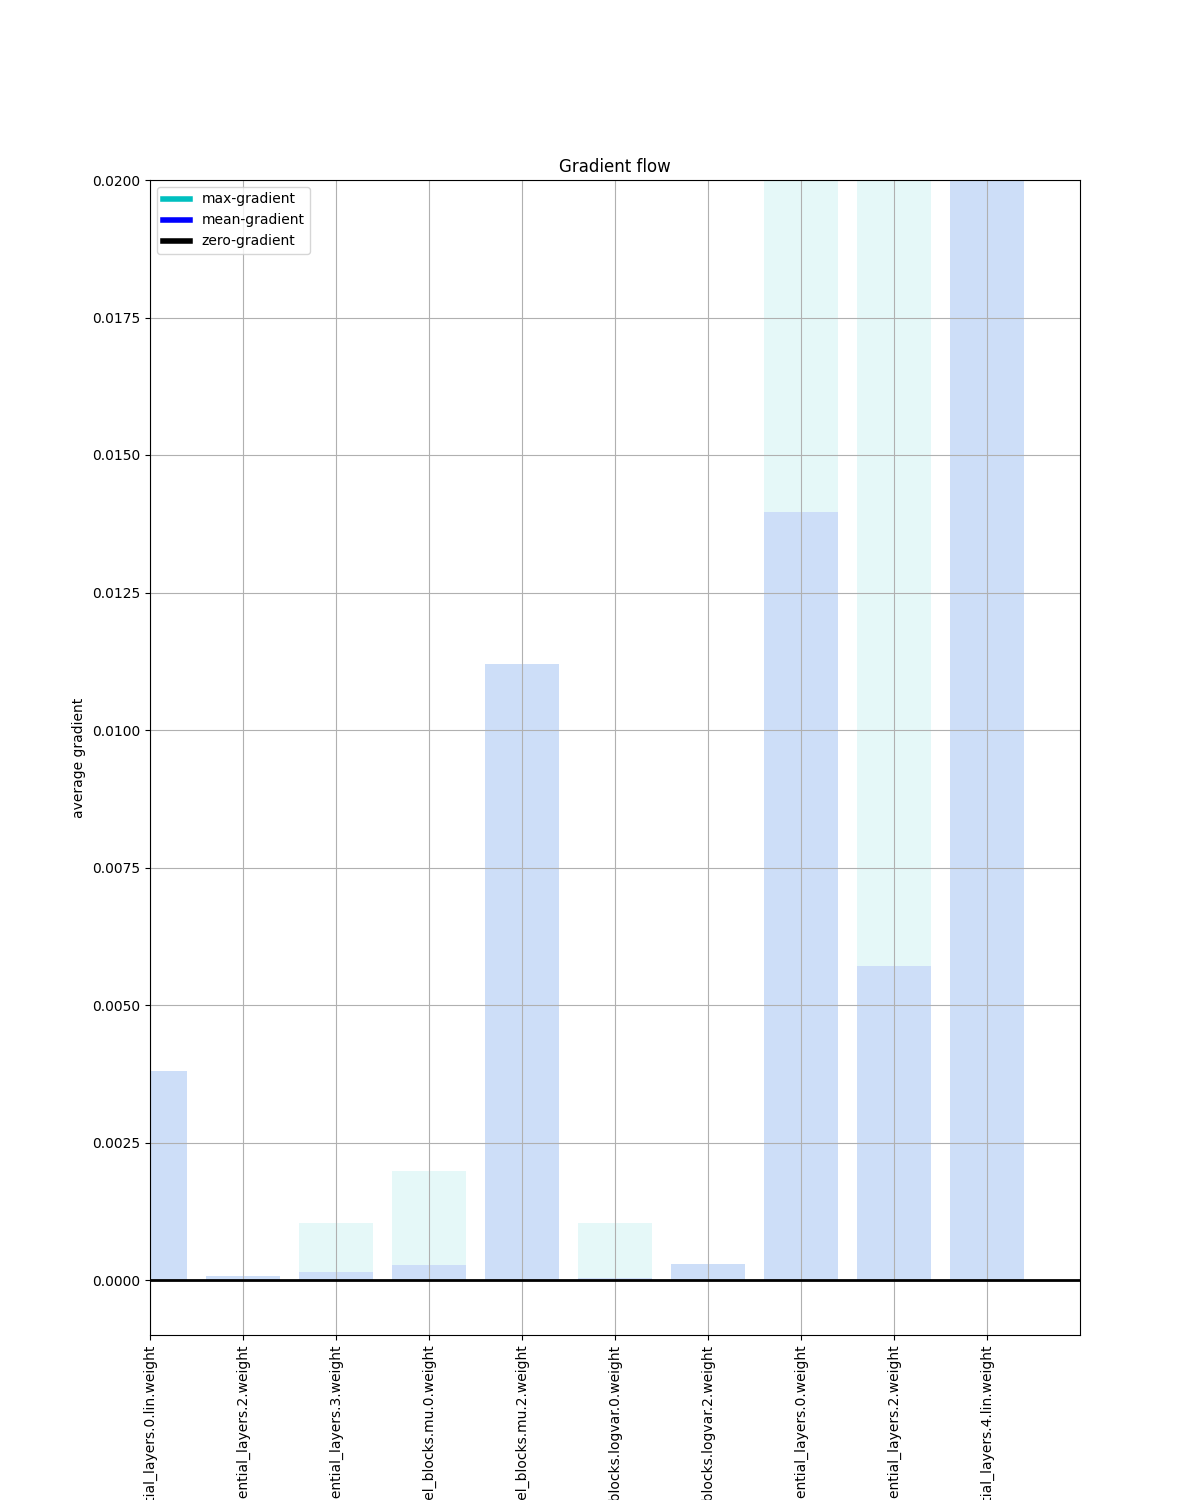 Gradient flow
max-gradient
mean-gradient
zero-gradient
0.0200
0.0175
0.0150
0.0125
0.0100
0.0075
0.0050
0.0025
0.0000
average gradient
tial_layers.0.lin.weight
ential_layers.2.weight
ential_layers.3.weight
el_blocks.mu.0.weight
el_blocks.mu.2.weight
blocks.logvar.0.weight
blocks.logvar.2.weight
ential_layers.0.weight
ential_layers.2.weight
tial_layers.4.lin.weight